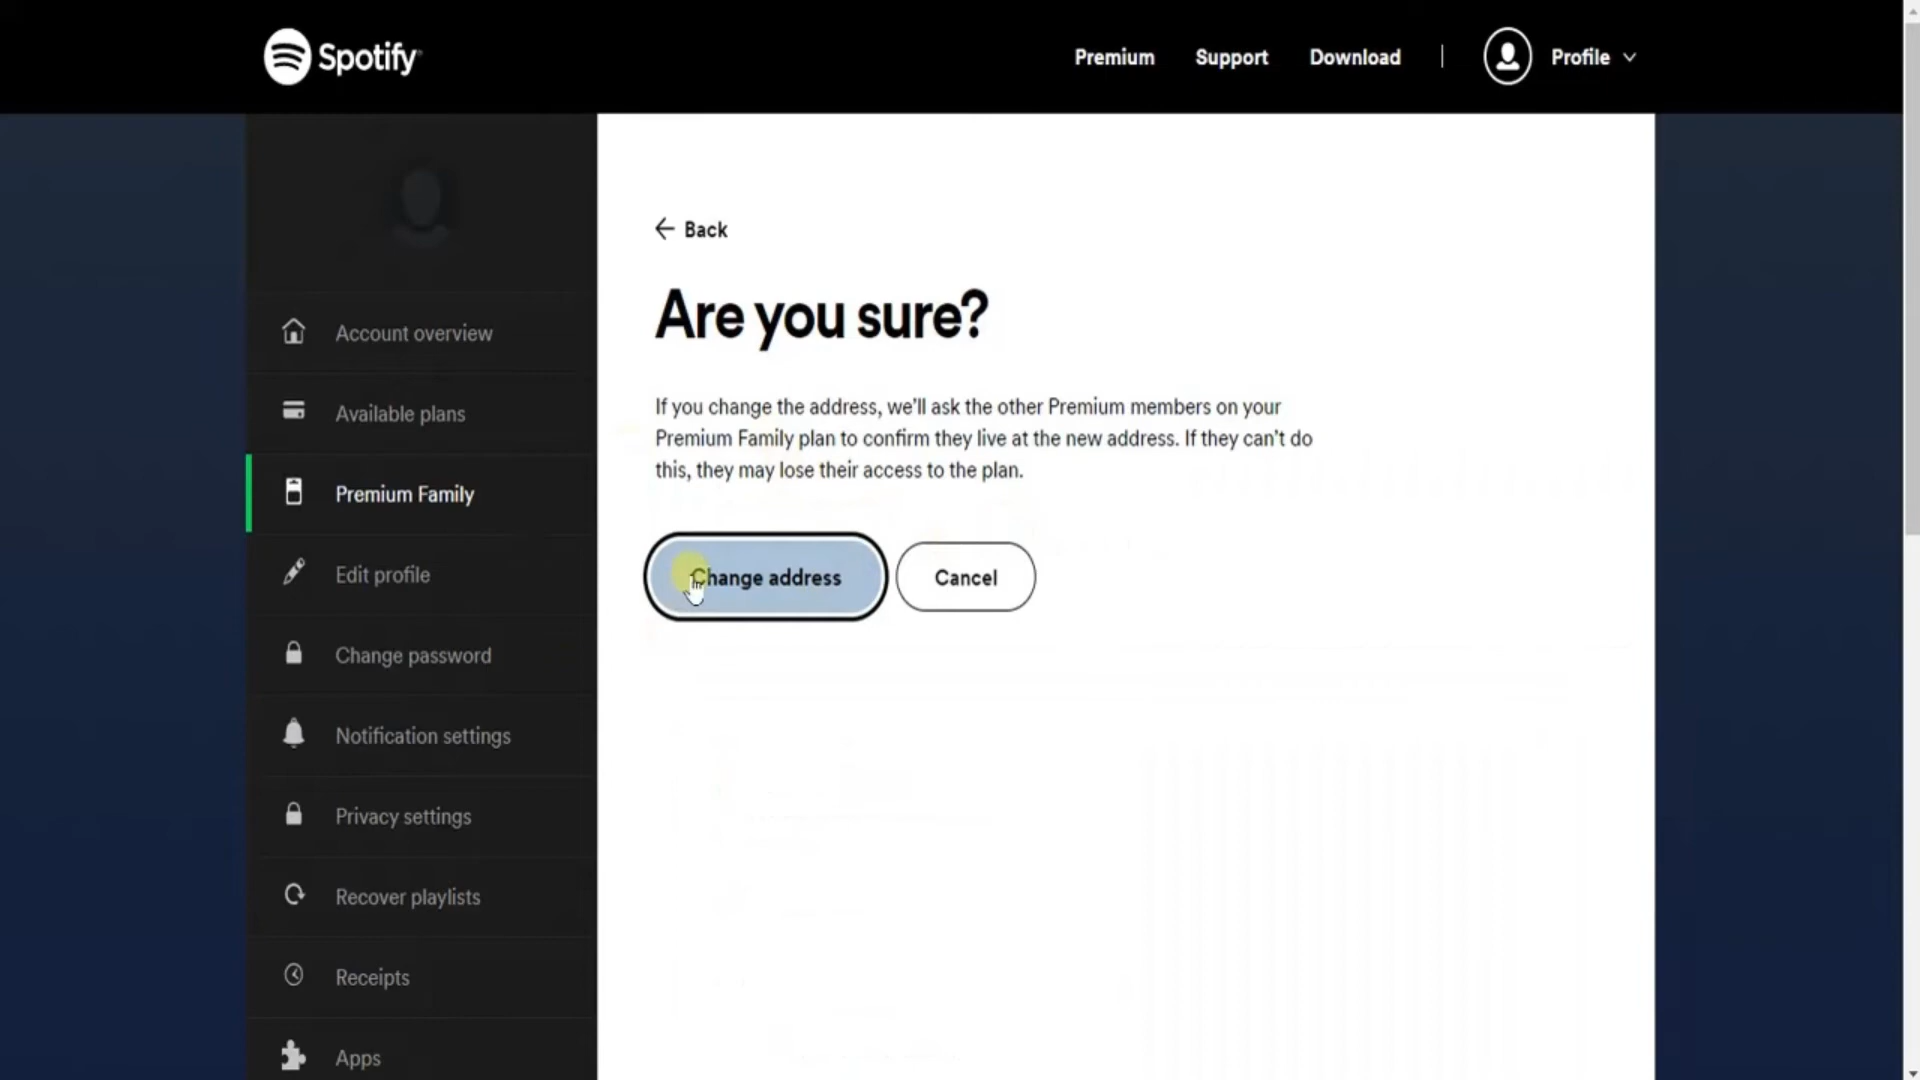 Spotify
Premium Support Download | Profile
Account overview
Available plans
Premium Family
Edit profile
Change password
Notification settings
Privacy settings
Recover playlists
Receipts
Apps
Back
Are you sure?
If you change the address, we'll ask the other Premium members on your
Premium Family plan to confirm they live at the new address. If they can't do
this, they may lose their access to the plan.
Change address Cancel